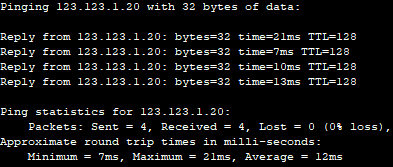 Pinging 123.123.1.20 with 32 bytes of data:
Reply from 123.123.1.20: bytes=32 time=21ms TTL=128
Reply from 123.123.1.20: bytes=32 time=7ms TTL=128
Reply from 123.123.1.20: bytes=32 time=10ms TTL=128
Reply from 123.123.1.20: bytes=32 time=13ms TTL=128
Ping statistics for 123.123.1.20:
Packets: Sent = 4, Received = 4, Lost = 0 (0% loss),
Approximate round trip times in milli-seconds:
Minimum = 7ms, Maximum = 21ms, Average = 12ms